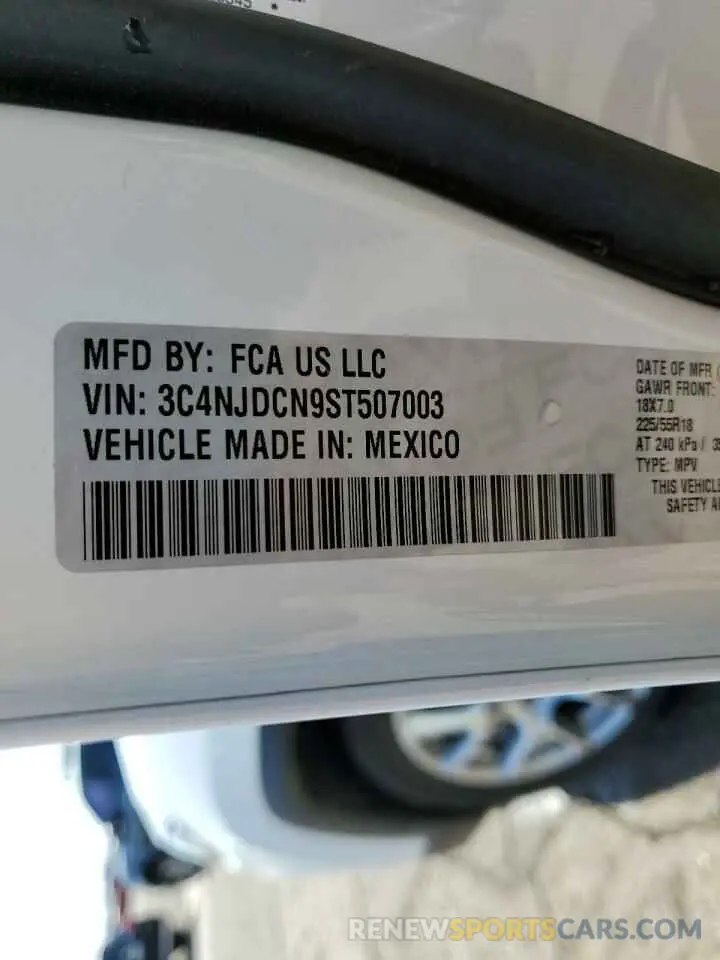 MFD BY: FCA US LLC
VIN: 3C4NJDCN9ST507003
VEHICLE MADE IN: MEXICO
DATE OF MFR
GAWR FRONT:
18X7.0
225/55R18
AT 240 kPa /
TYPE: MPV
THIS VEHICLE
SAFETY
RENEWSPORTSCARS.COM